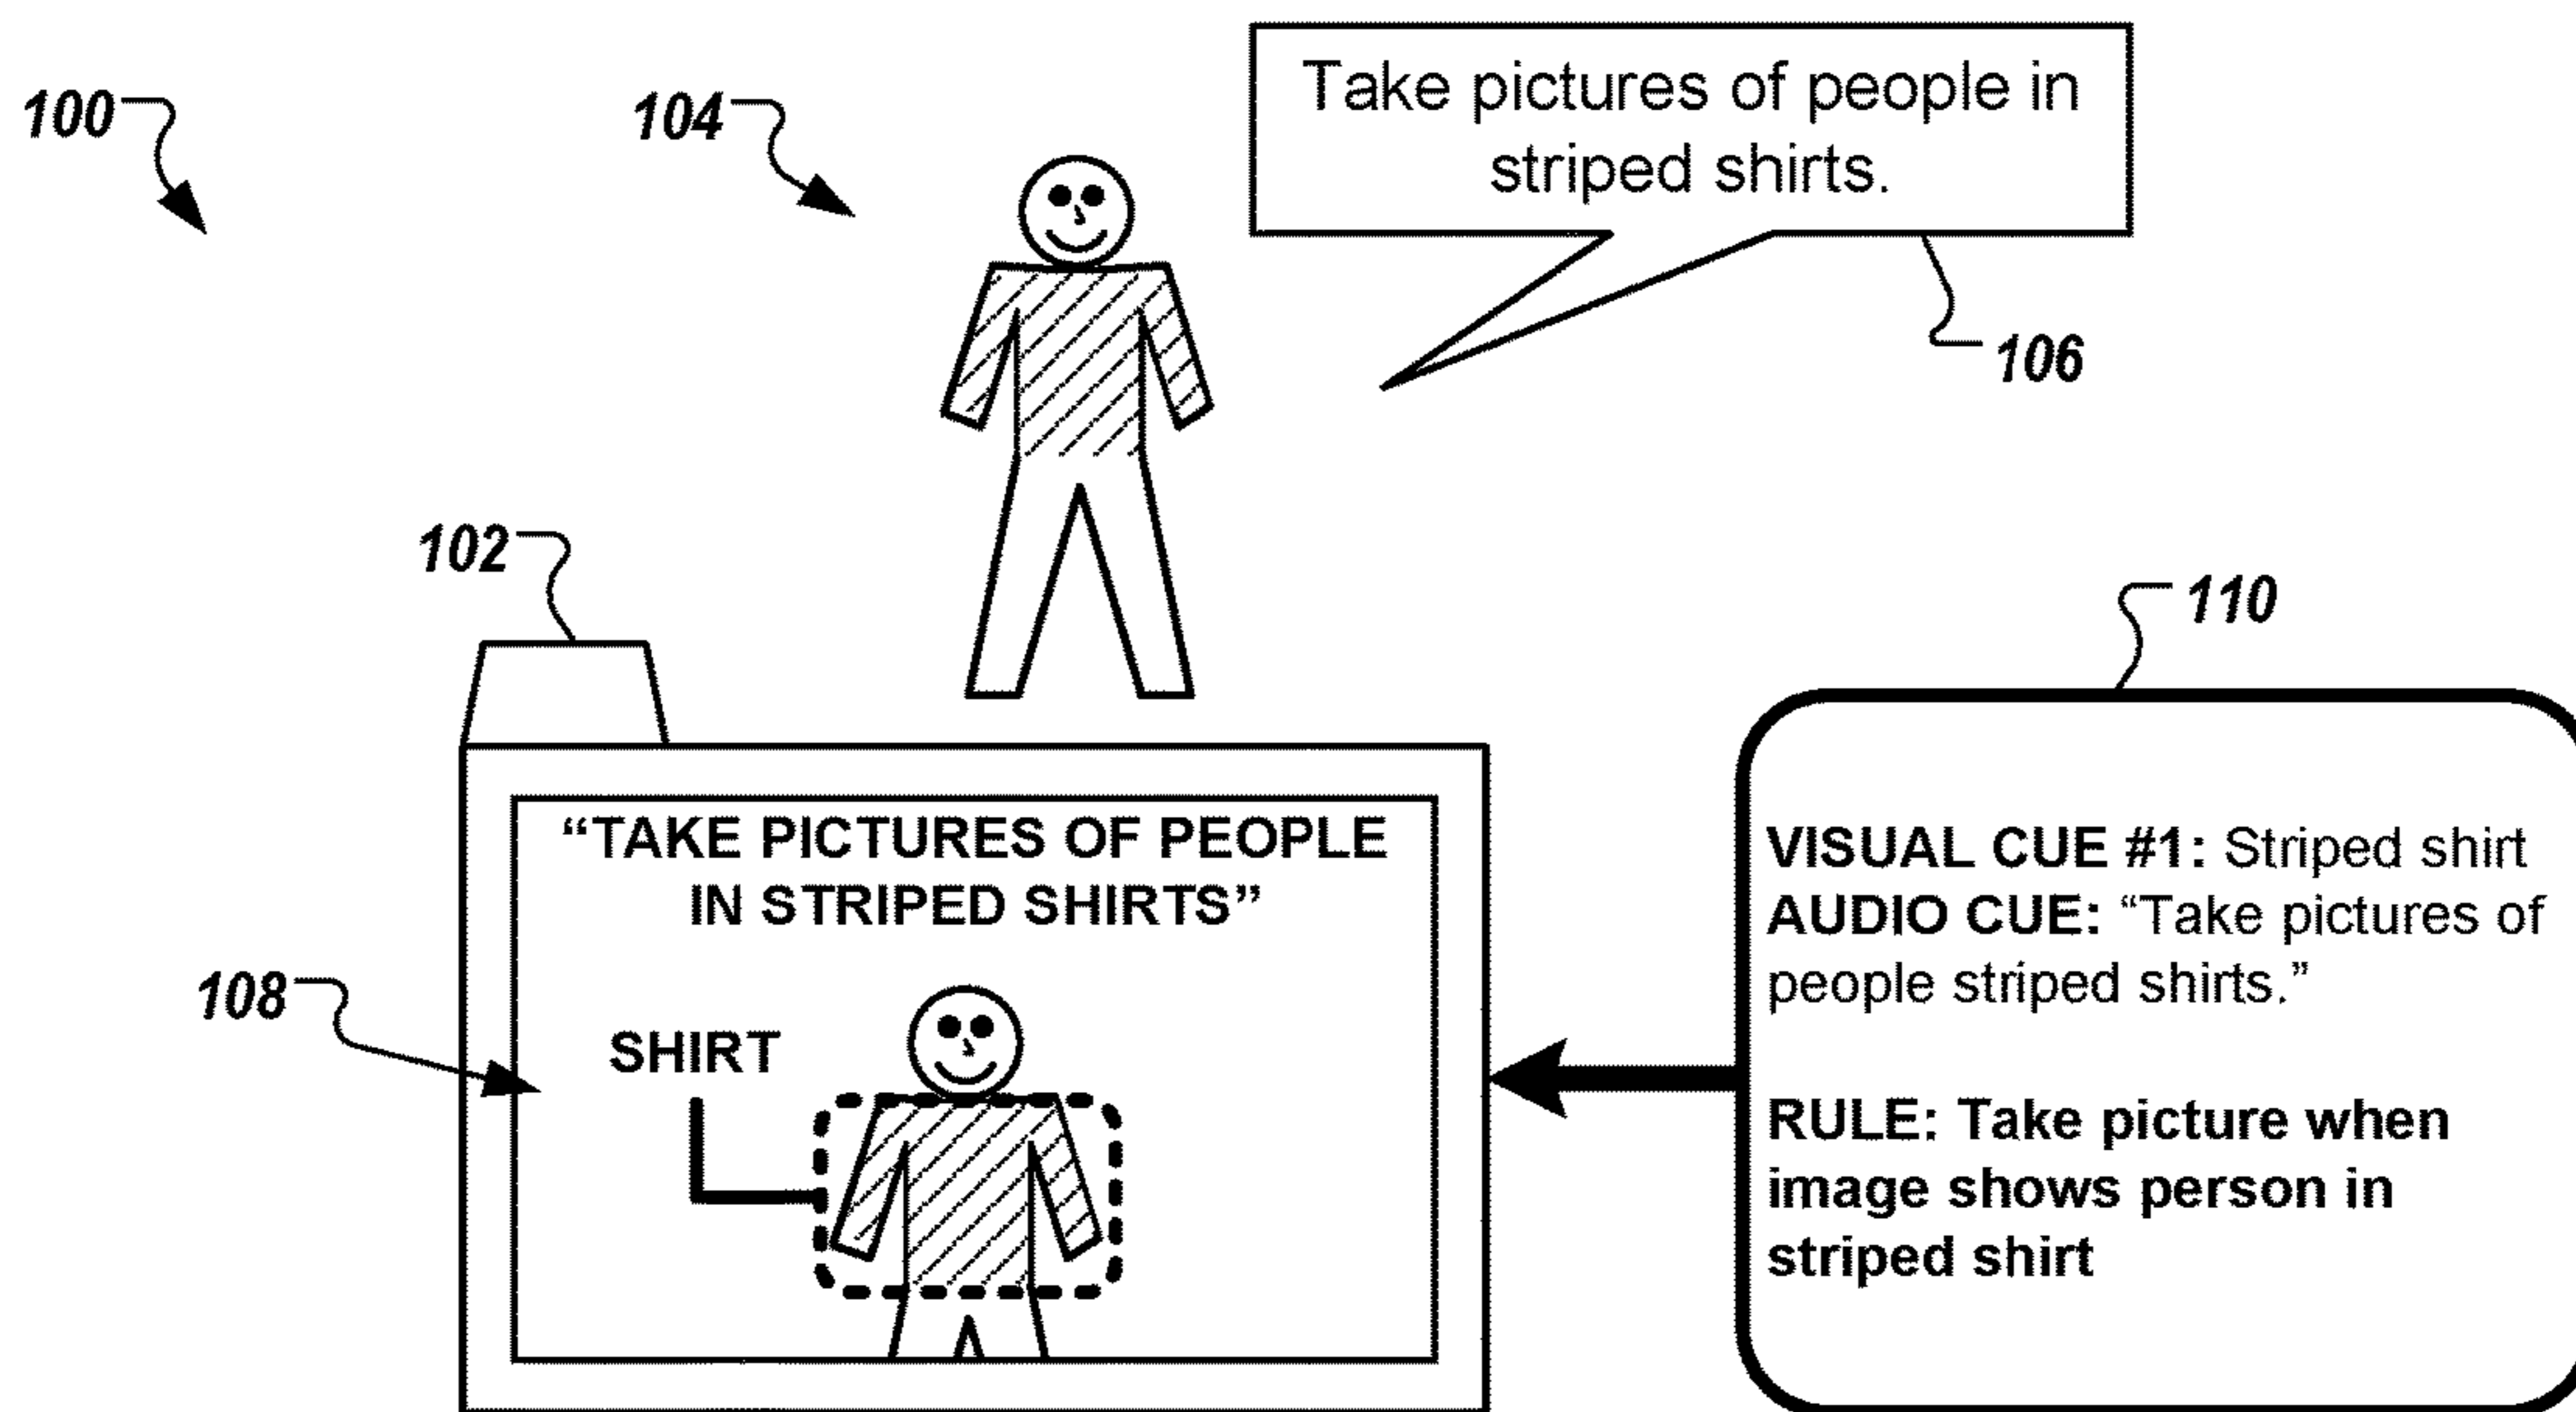 100
104
Take pictures of people in
striped shirts.
106
102
110
“TAKE PICTURES OF PEOPLE
IN STRIPED SHIRTS”
108
SHIRT
VISUAL CUE #1: Striped shirt
AUDIO CUE: “Take pictures of
people striped shirts.”
RULE: Take picture when
image shows person in
striped shirt